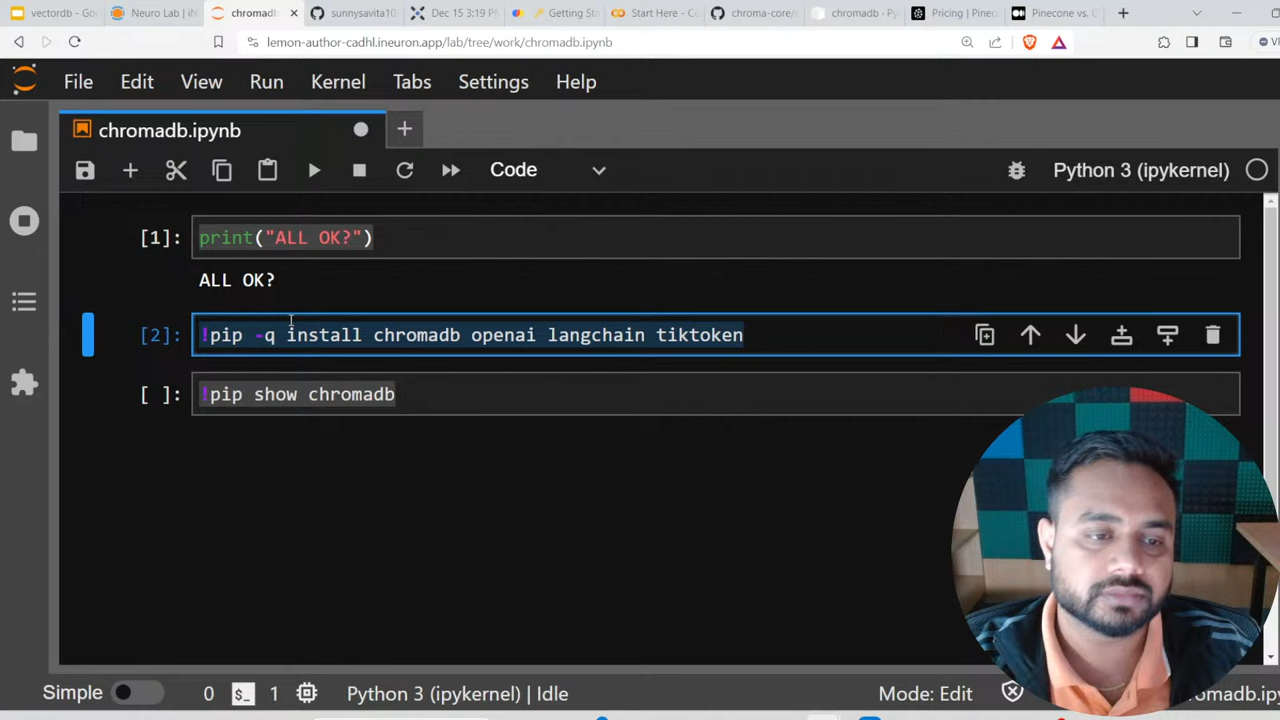 vectordb - Go
Neuro Lab | iN
chromadb
sunnysavita10
Dec 15 3:19 P
Getting Sta
Start Here - Co
chroma-core/c
chromadb · Py
Pricing | Pinec
Pinecone vs. C
lemon-author-cadhl.ineuron.app/lab/tree/work/chromadb.ipynb
File Edit View Run Kernel Tabs Settings Help
chromadb.ipynb
Code
Python 3 (ipykernel)
[1]: print("ALL OK?")
ALL OK?
[2]: !pip -q install chromadb openai langchain tiktoken
[ ]: !pip show chromadb
Simple 0 $_ 1 Python 3 (ipykernel) | Idle Mode: Edit omadb.ipy